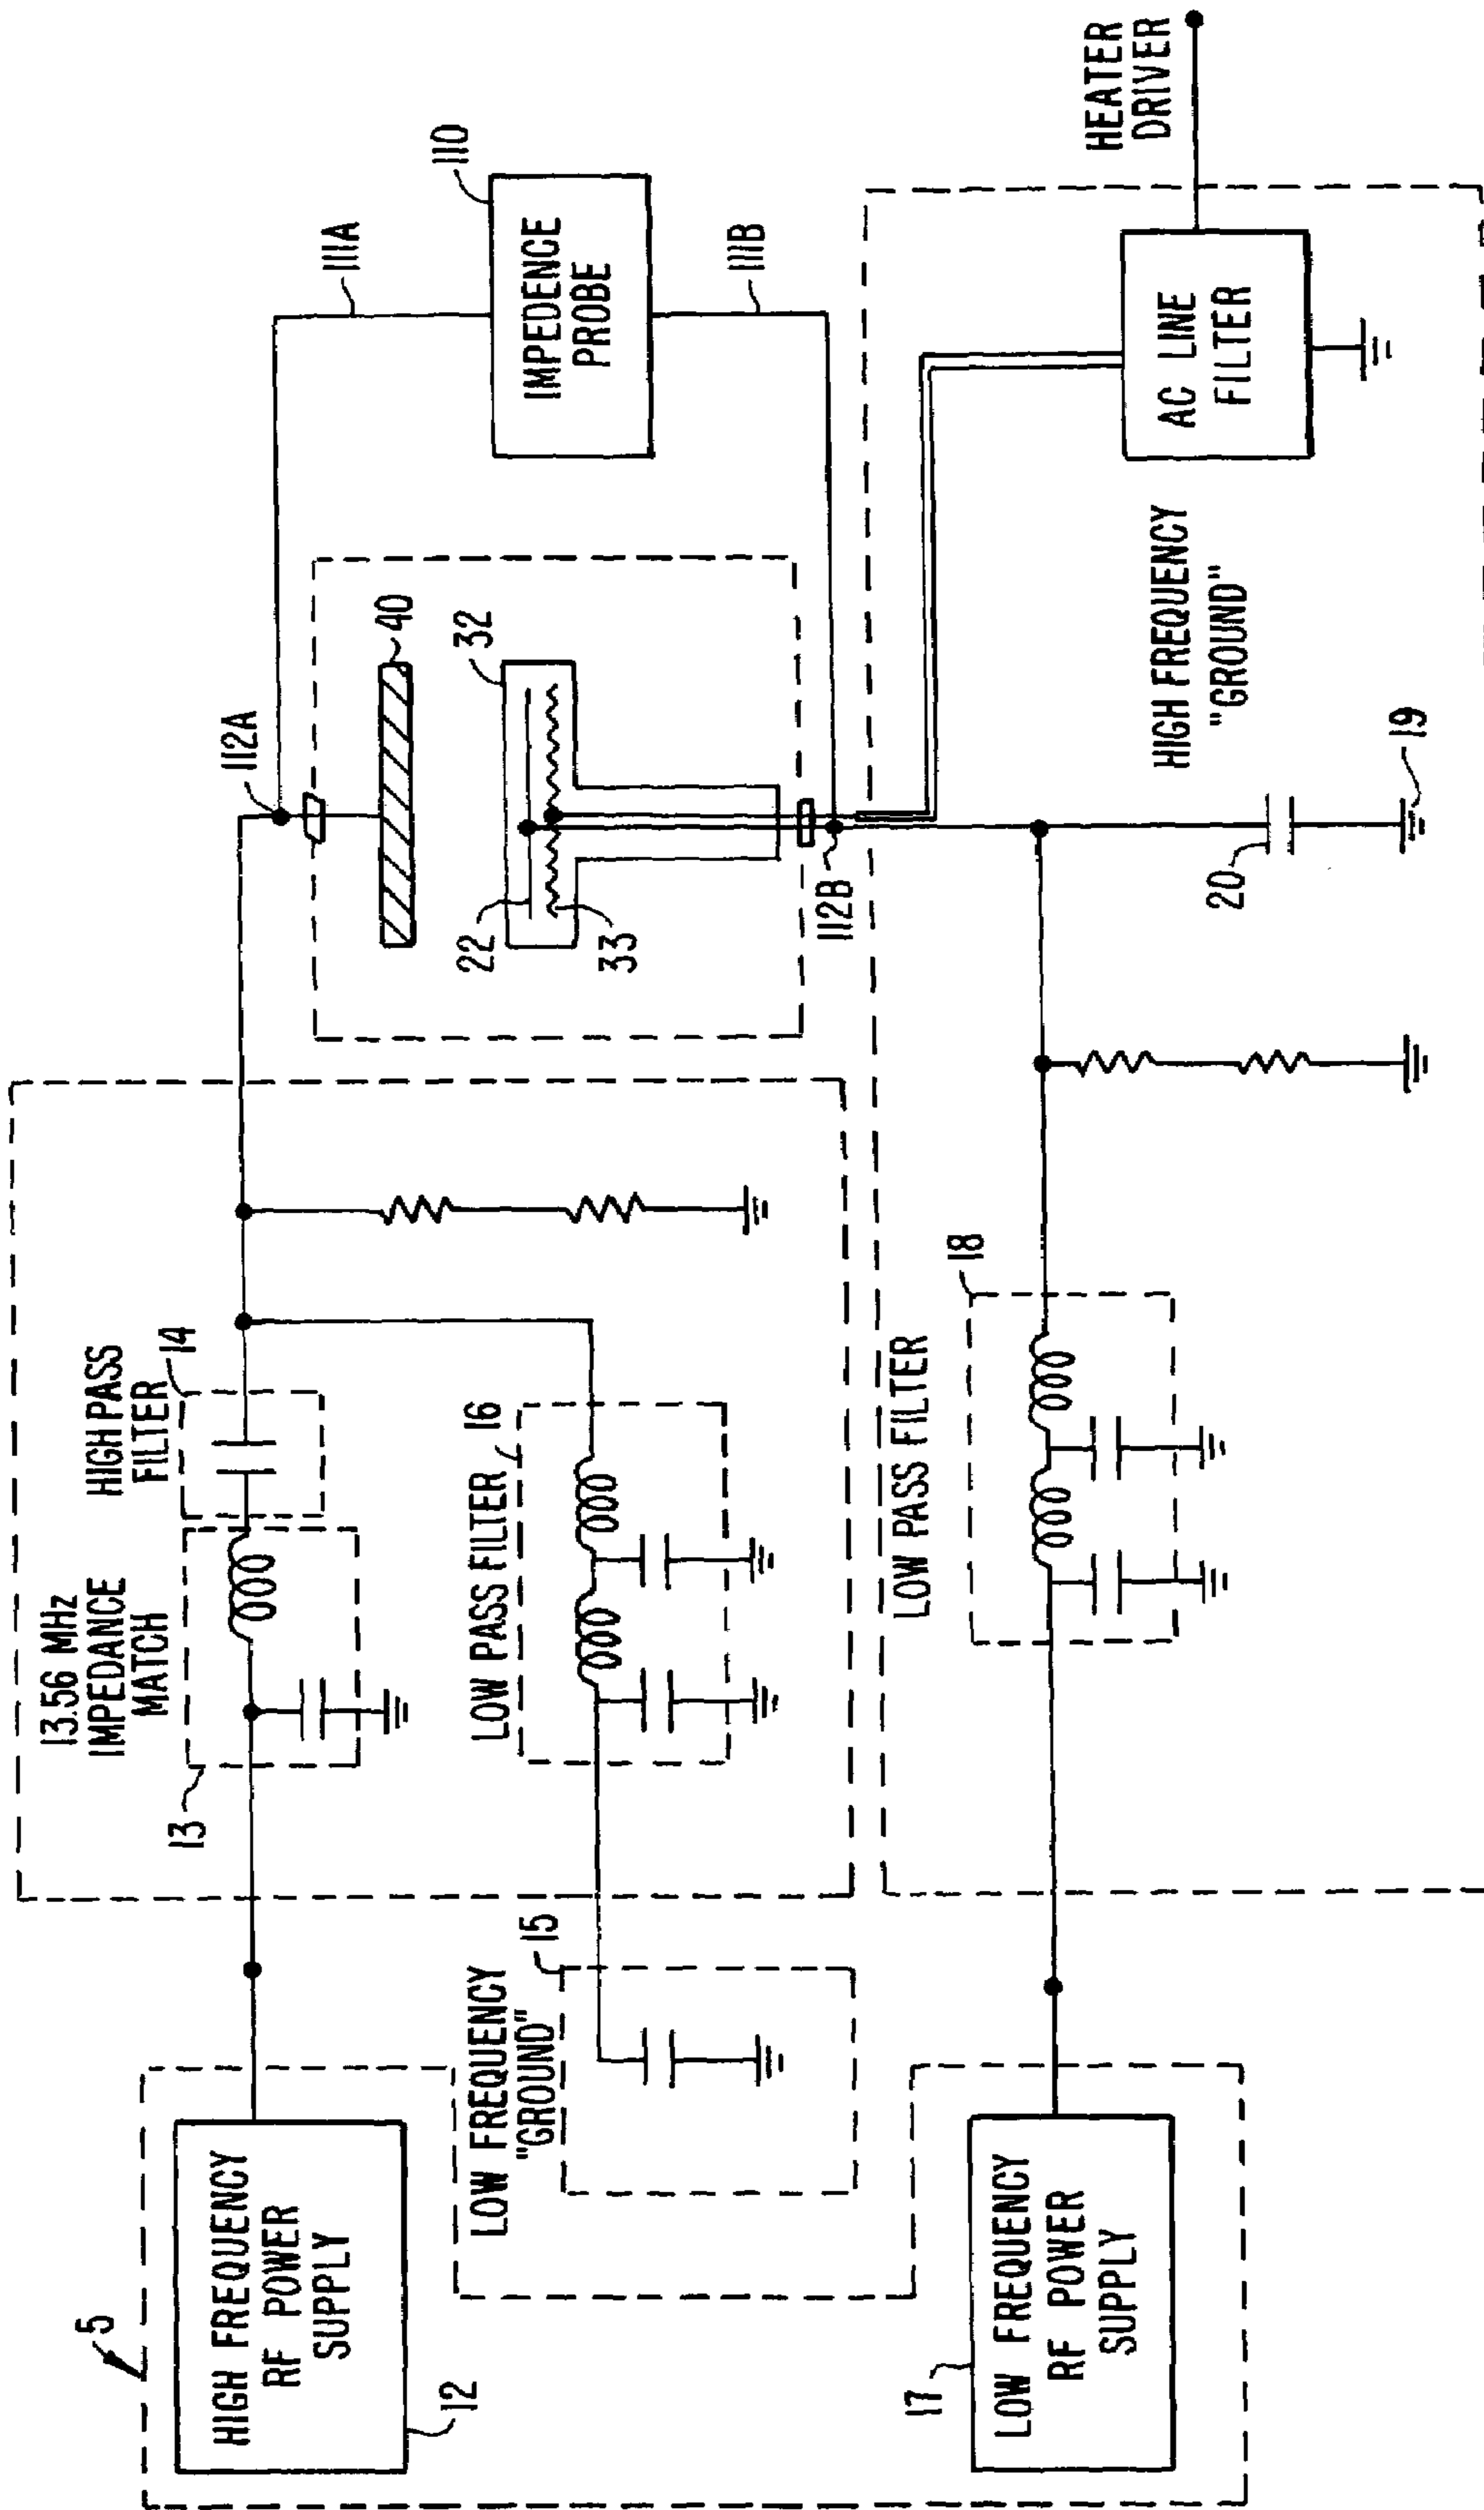 5
HIGH FREQUENCY
RF POWER
SUPPLY
12
13.56 MHz
IMPEDANCE
MATCH
13
HIGH PASS
FILTER
14
LOW FREQUENCY
"GROUND"
15
LOW PASS FILTER
16
112A
40
32
22
33
112B
111A
110
IMPEDENCE
PROBE
111B
LOW FREQUENCY
RF POWER
SUPPLY
17
LOW PASS FILTER
18
20
19
HIGH FREQUENCY
"GROUND"
AC LINE
FILTER
HEATER
DRIVER